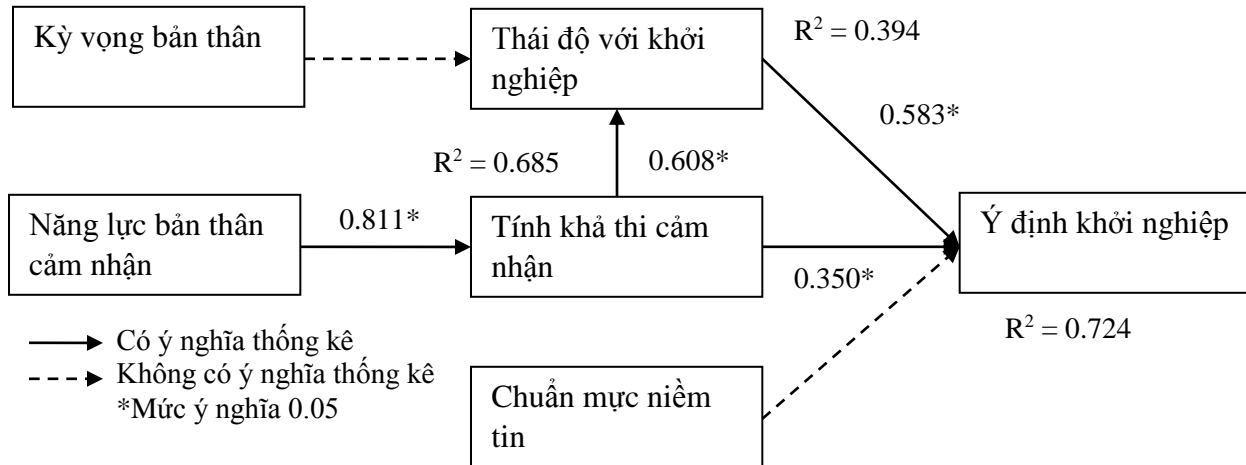 Kỳ vọng bản thân
Thái độ với khởi
nghiệp
R² = 0.394
0.583*
R² = 0.685
0.608*
Năng lực bản thân
cảm nhận
0.811*
Tính khả thi cảm
nhận
0.350*
Ý định khởi nghiệp
R² = 0.724
Có ý nghĩa thống kê
Không có ý nghĩa thống kê
*Mức ý nghĩa 0.05
Chuẩn mực niềm
tin